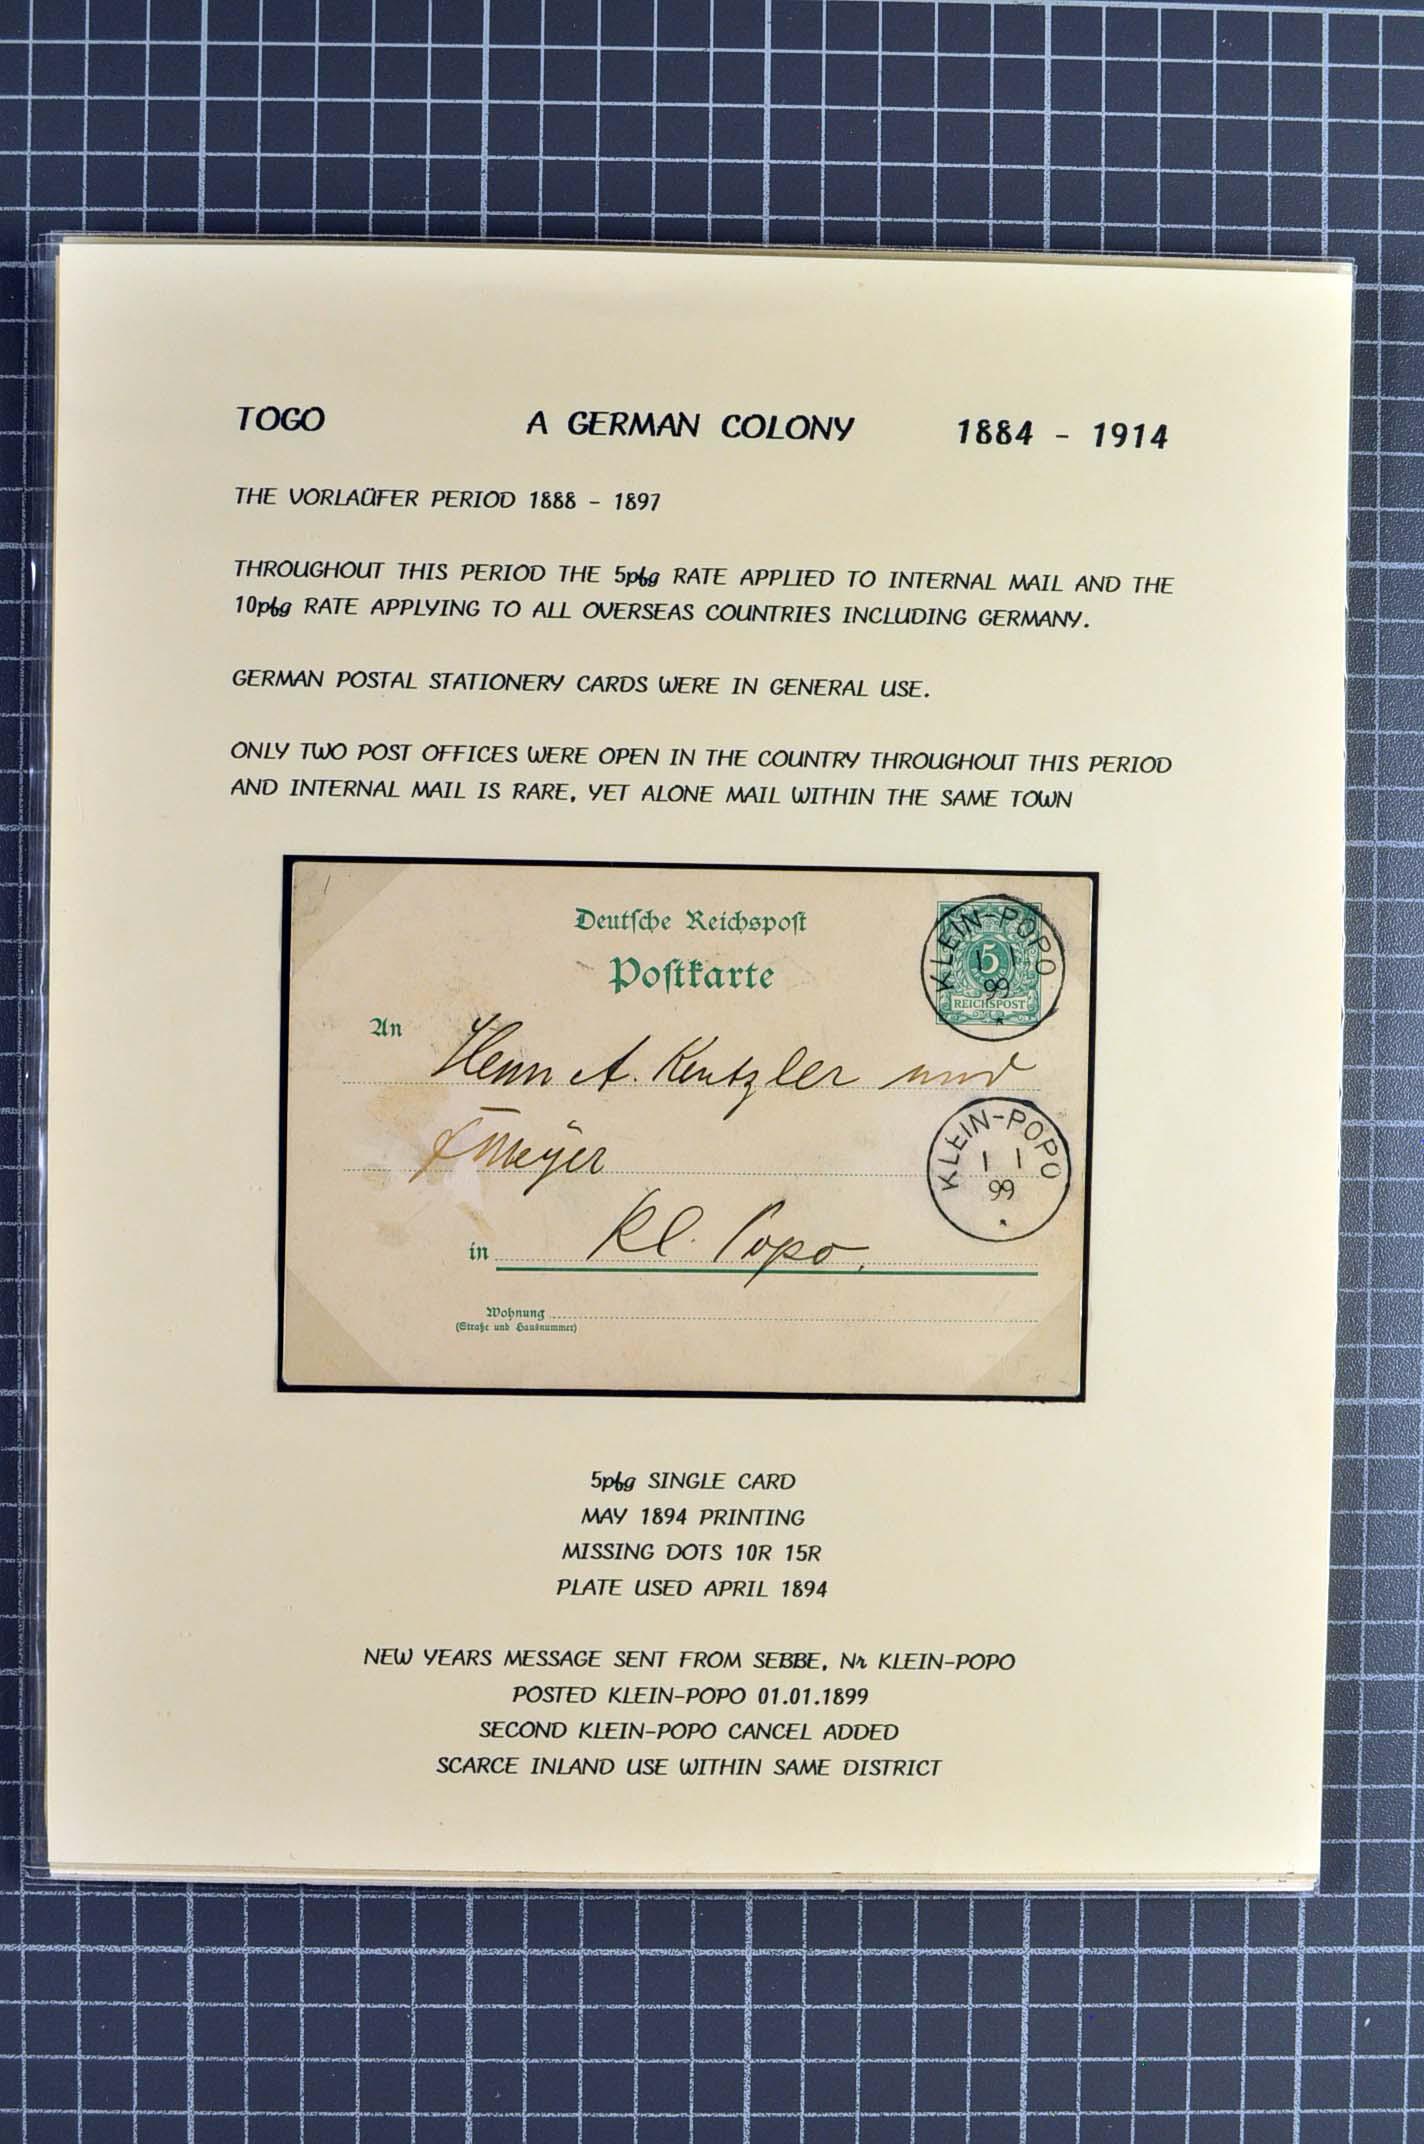 TOGO A GERMAN COLONY 1884 - 1914
THE VORLAÜFER PERIOD 1888 - 1897
THROUGHOUT THIS PERIOD THE 5pfg RATE APPLIED TO INTERNAL MAIL AND THE
10pfg RATE APPLYING TO ALL OVERSEAS COUNTRIES INCLUDING GERMANY.
GERMAN POSTAL STATIONERY CARDS WERE IN GENERAL USE.
ONLY TWO POST OFFICES WERE OPEN IN THE COUNTRY THROUGHOUT THIS PERIOD
AND INTERNAL MAIL IS RARE, YET ALONE MAIL WITHIN THE SAME TOWN
Deutsche Reichspost
Postkarte
KLEIN-POPO
1 1
99
5
REICHSPOST
An Herrn A. Kentzler und
Meÿer
KLEIN-POPO
1 1
99
in Kl. Popo.
Wohnung
(Straße und Hausnummer)
5pfg SINGLE CARD
MAY 1894 PRINTING
MISSING DOTS 10R 15R
PLATE USED APRIL 1894
NEW YEARS MESSAGE SENT FROM SEBBE, Nr KLEIN-POPO
POSTED KLEIN-POPO 01.01.1899
SECOND KLEIN-POPO CANCEL ADDED
SCARCE INLAND USE WITHIN SAME DISTRICT